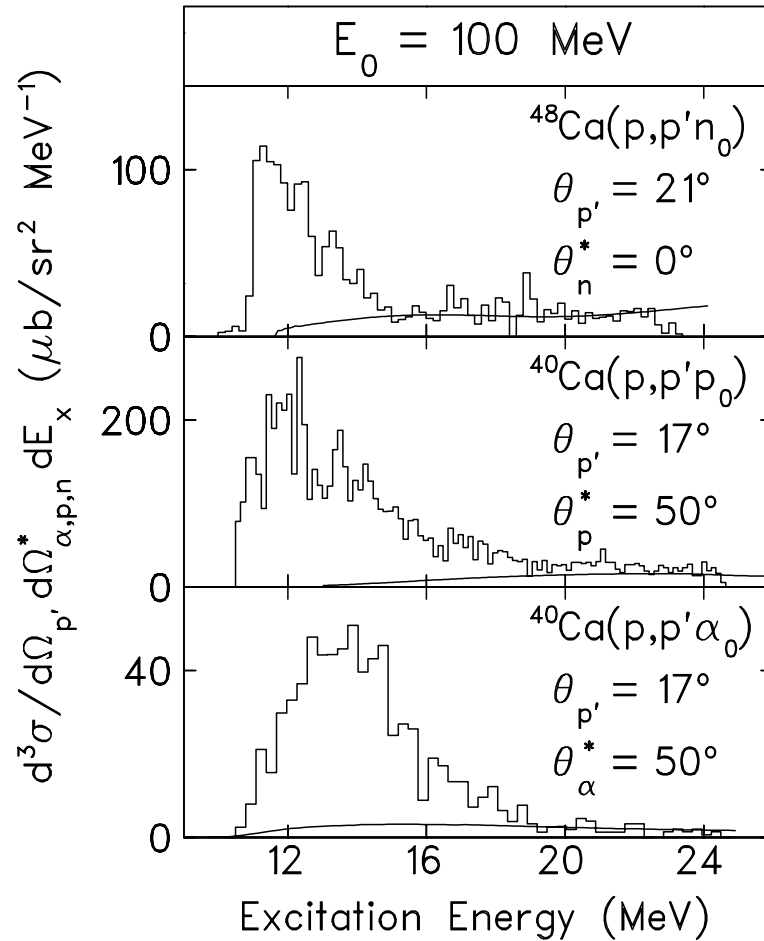 E₀ = 100 MeV
⁴⁸Ca(p,p'n₀)
θₚ' = 21°
θ*ₙ = 0°
100
0
⁴⁰Ca(p,p'p₀)
θₚ' = 17°
θ*ₚ = 50°
200
0
⁴⁰Ca(p,p'α₀)
θₚ' = 17°
θ*α = 50°
40
0
12 16 20 24
Excitation Energy (MeV)
d³σ/dΩₚ' dΩ*α,p,n dEₓ (μb/sr² MeV⁻¹)